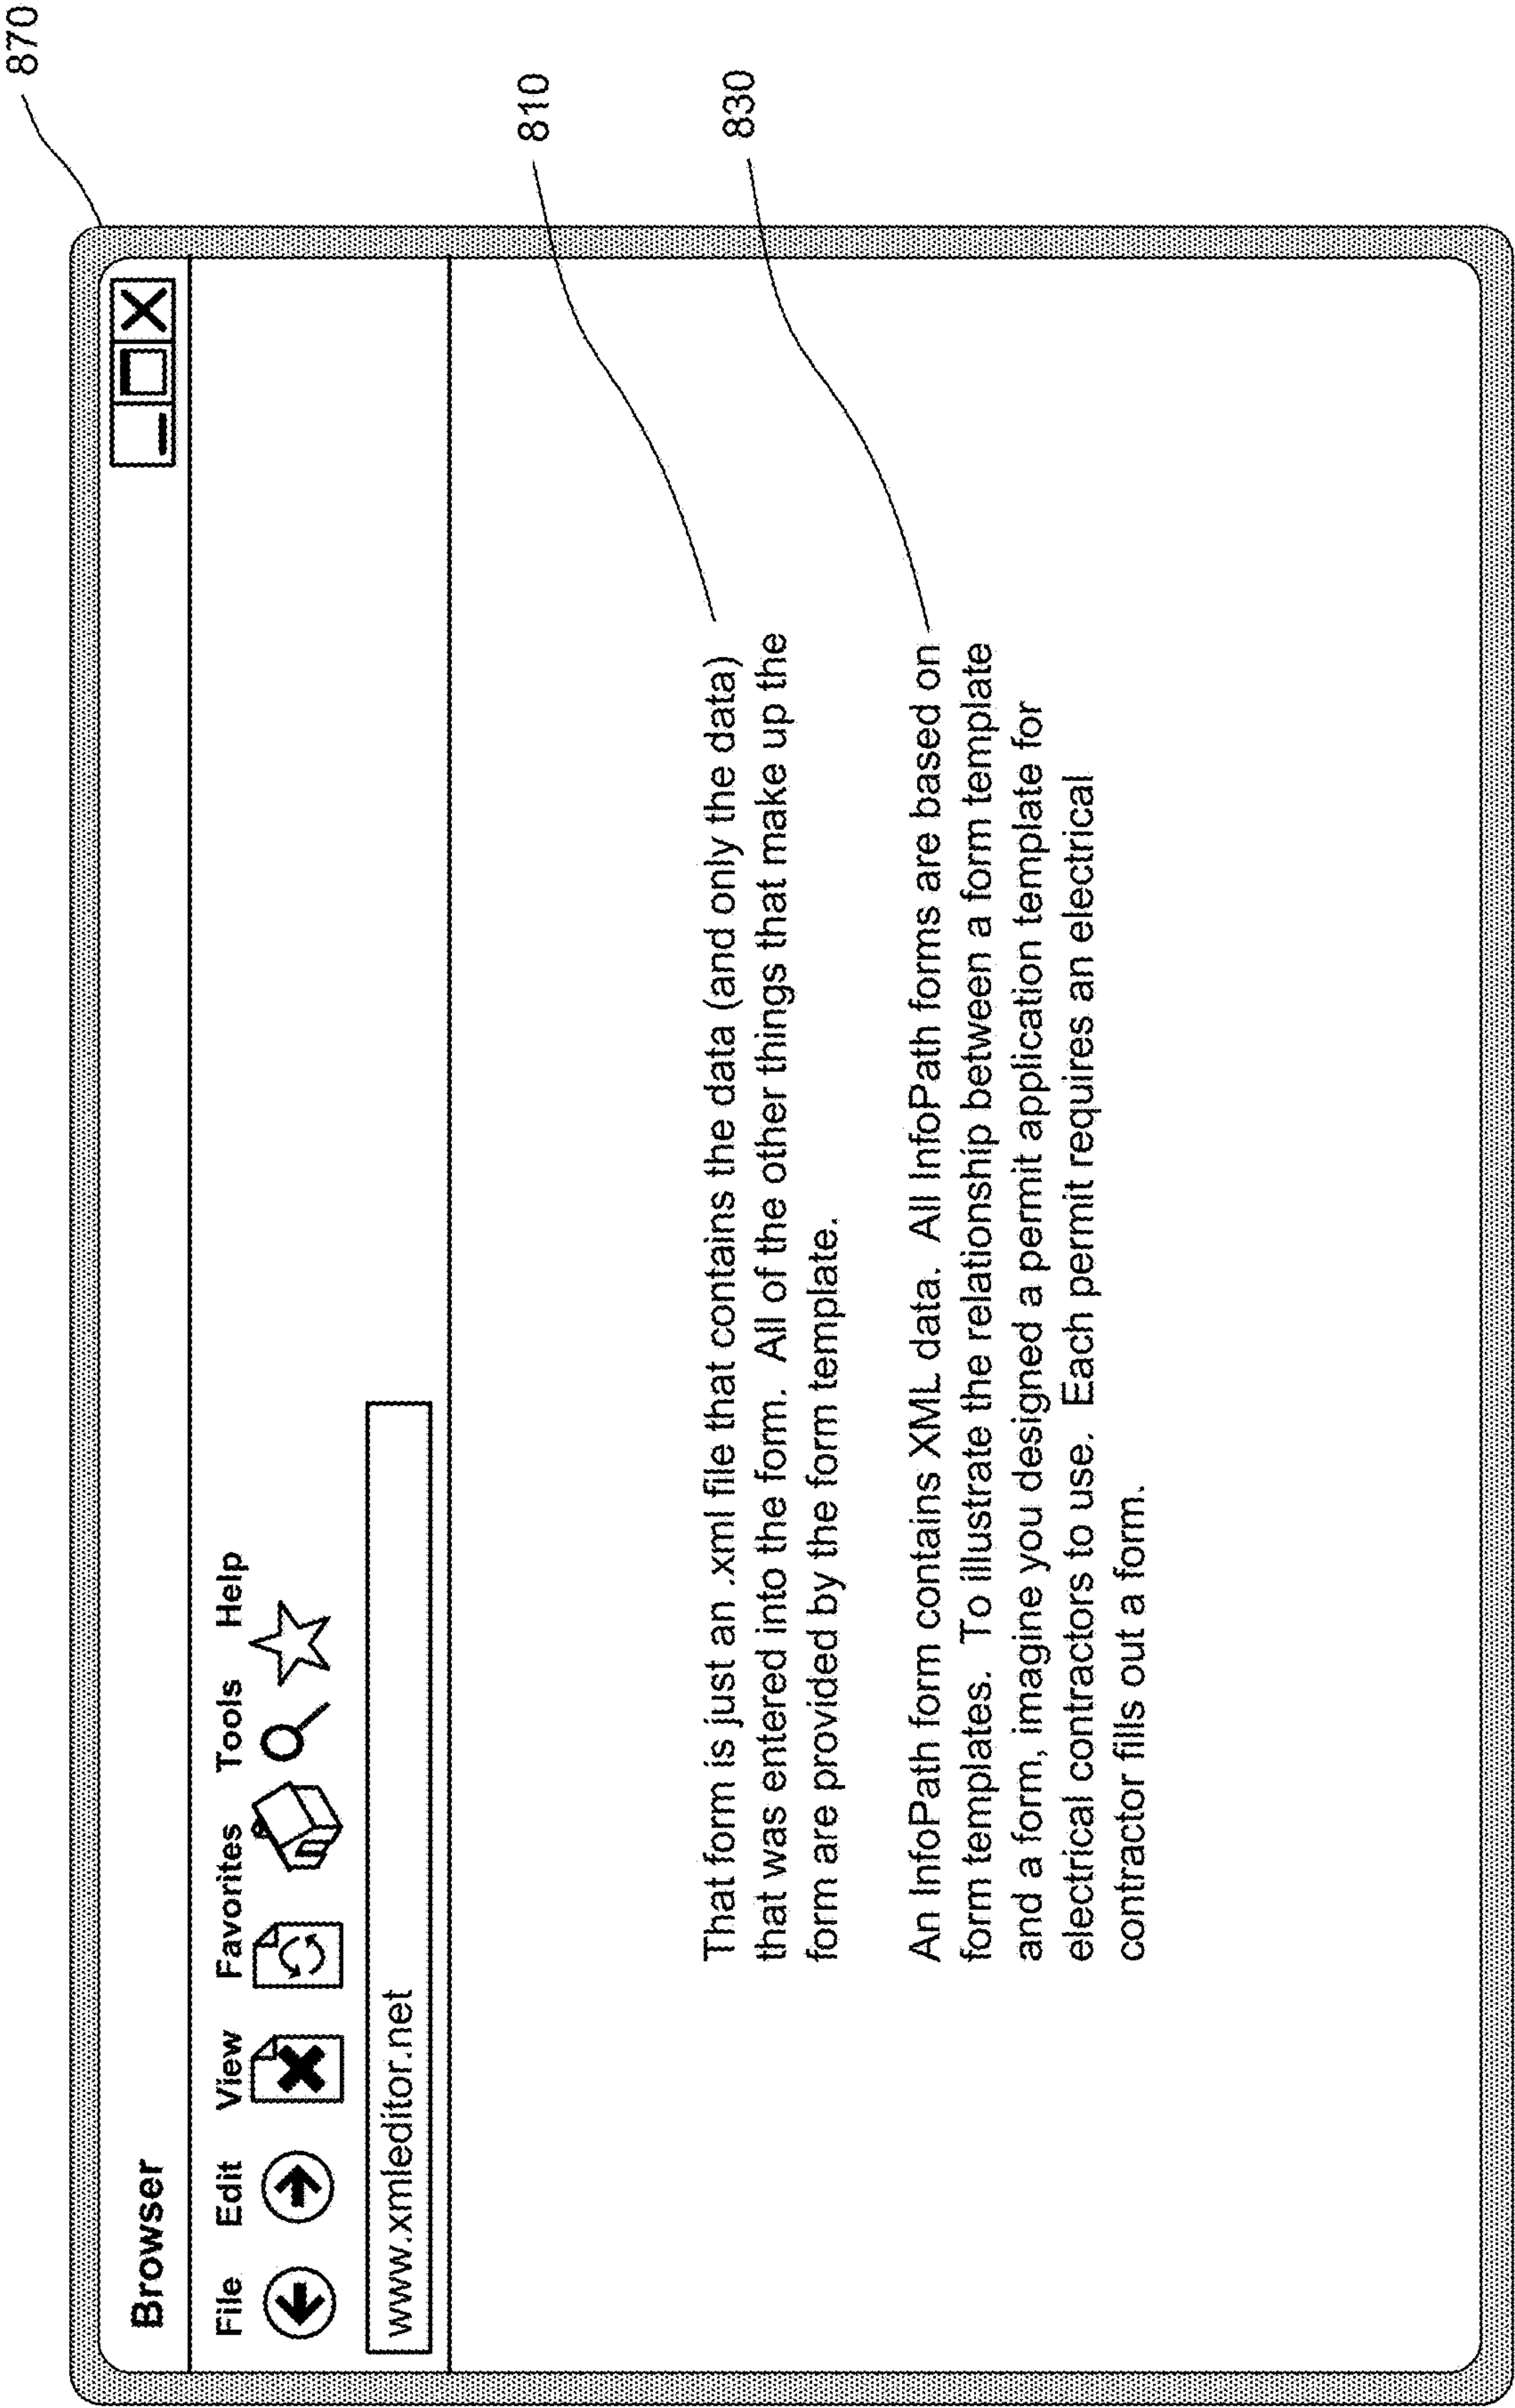 870
Browser
File Edit View Favorites Tools Help
www.xmleditor.net
810
That form is just an .xml file that contains the data (and only the data)
that was entered into the form. All of the other things that make up the
form are provided by the form template.
830
An InfoPath form contains XML data. All InfoPath forms are based on
form templates. To illustrate the relationship between a form template
and a form, imagine you designed a permit application template for
electrical contractors to use. Each permit requires an electrical
contractor fills out a form.